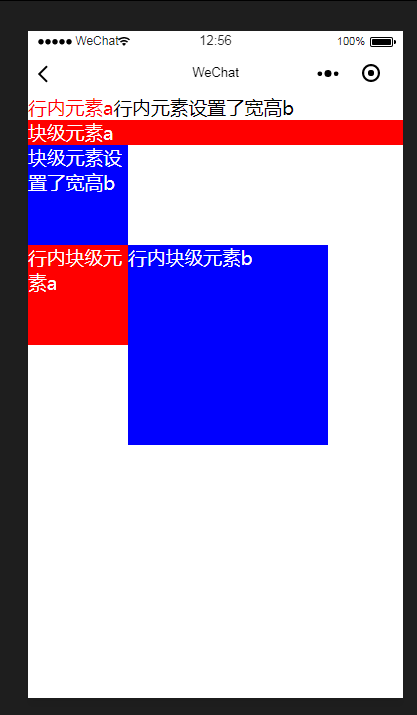 WeChat 12:56 100%
WeChat
行内元素a行内元素设置了宽高b
块级元素a
块级元素设
置了宽高b
行内块级元 行内块级元素b
素a